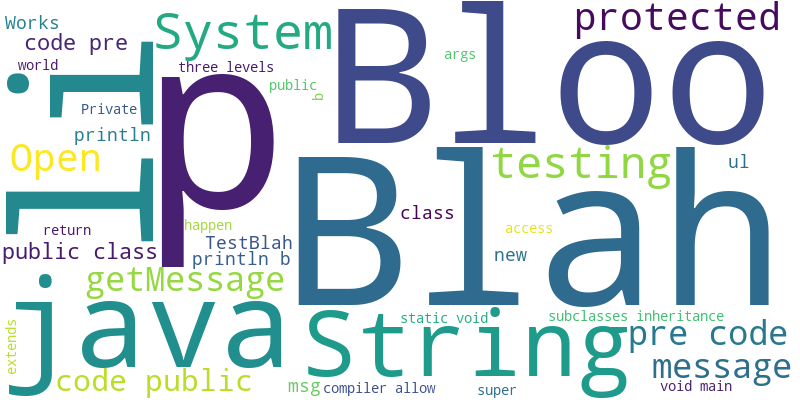 Works
System
Bloo
protected
code pre
world
li
three levels
args
p
public
b
Private
println
Open
testing
ul
Blah
class
happen
return
access
TestBlah
public class
println b
new
getMessage
java
String
static void
subclasses inheritance
pre code
extends
message
code public
msg
compiler allow
super
void main